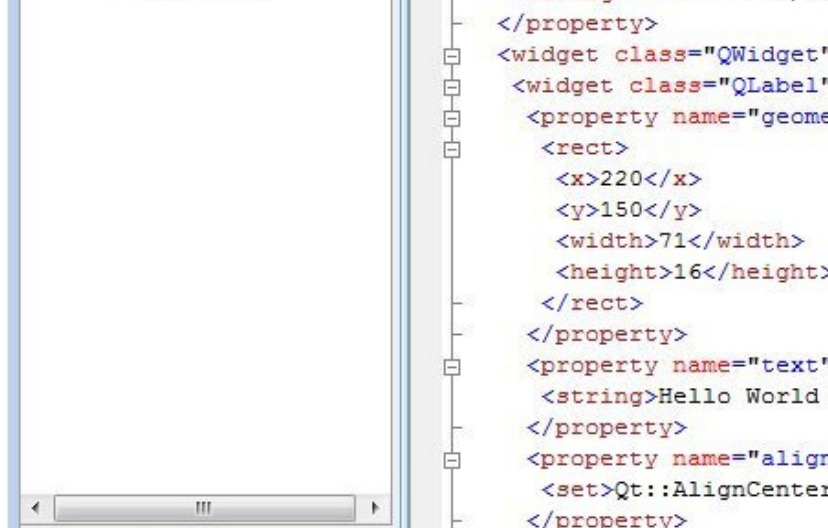 </property>
<widget class="QWidget"
<widget class="QLabel"
<property name="geome
<rect>
<x>220</x>
<y>150</y>
<width>71</width>
<height>16</height>
</rect>
</property>
<property name="text"
<string>Hello World
</property>
<property name="align
<set>Qt::AlignCenter
</property>